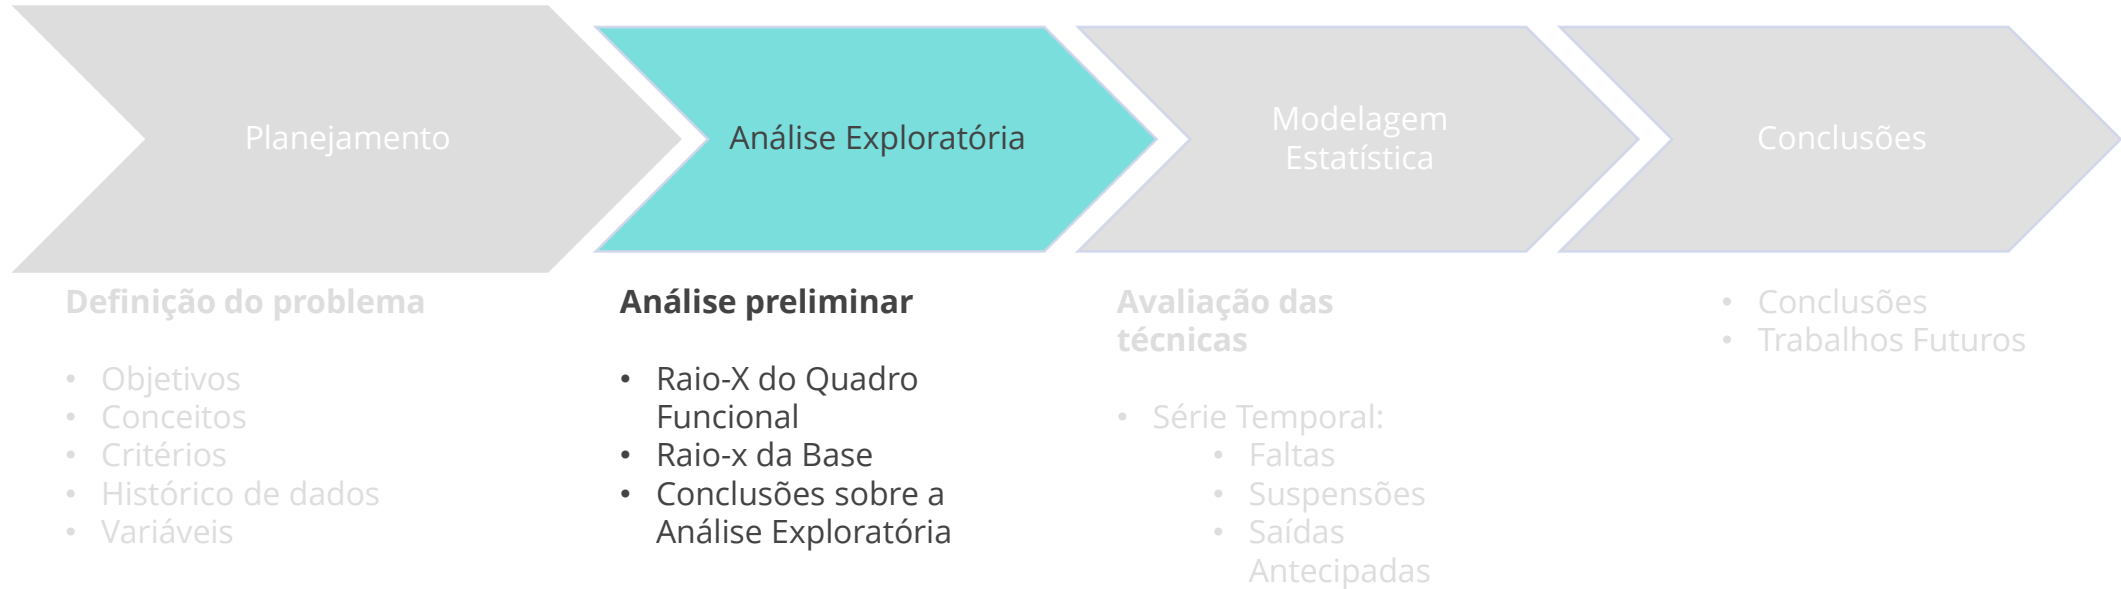 Planejamento
Análise Exploratória
Modelagem
Estatística
Conclusões
Definição do problema
• Objetivos
• Conceitos
• Critérios
• Histórico de dados
• Variáveis
Análise preliminar
• Raio-X do Quadro
Funcional
• Raio-x da Base
• Conclusões sobre a
Análise Exploratória
Avaliação das
técnicas
• Série Temporal:
• Faltas
• Suspensões
• Saídas
Antecipadas
• Conclusões
• Trabalhos Futuros